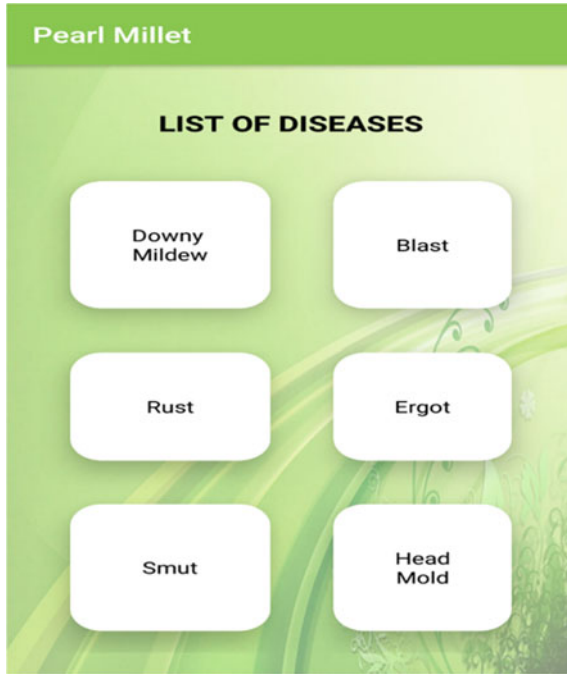 Pearl Millet
LIST OF DISEASES
Downy
Mildew
Blast
Rust
Ergot
Smut
Head
Mold